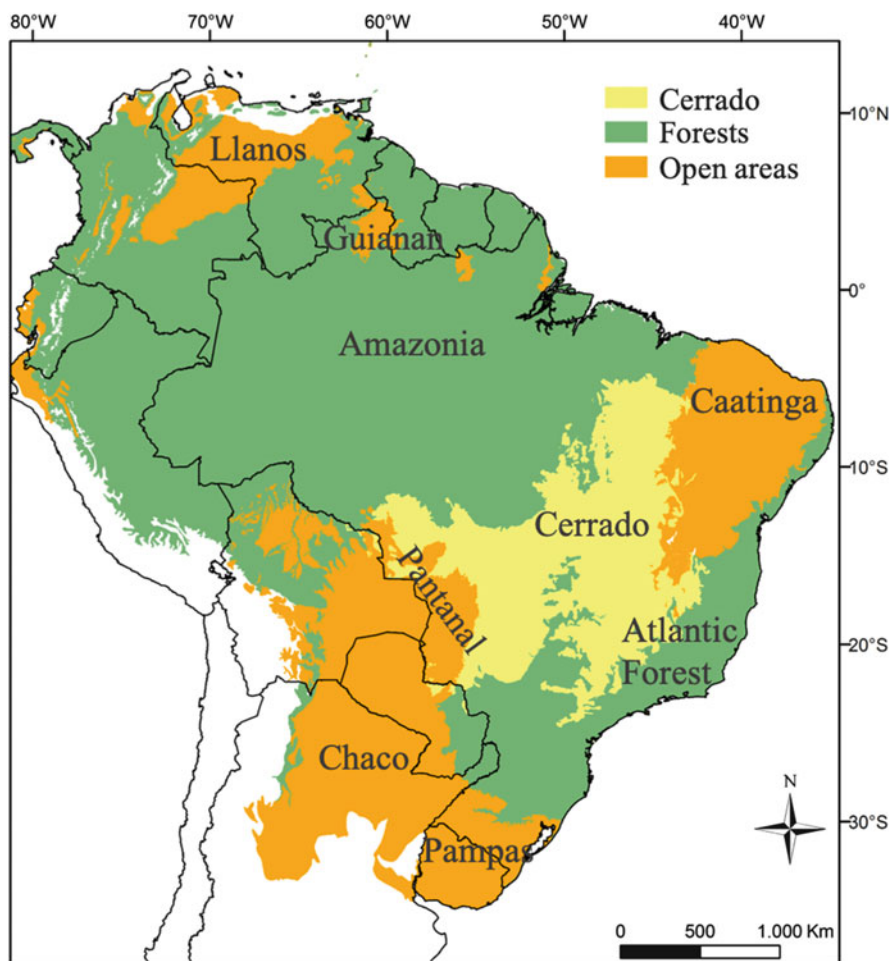 80°W
70°W
60°W
50°W
40°W
Cerrado
Forests
Open areas
10°N
Llanos
Guianan
0°
Amazonia
Caatinga
10°S
Cerrado
Pantanal
Atlantic
Forest
20°S
Chaco
N
30°S
Pampas
0 500 1.000 Km